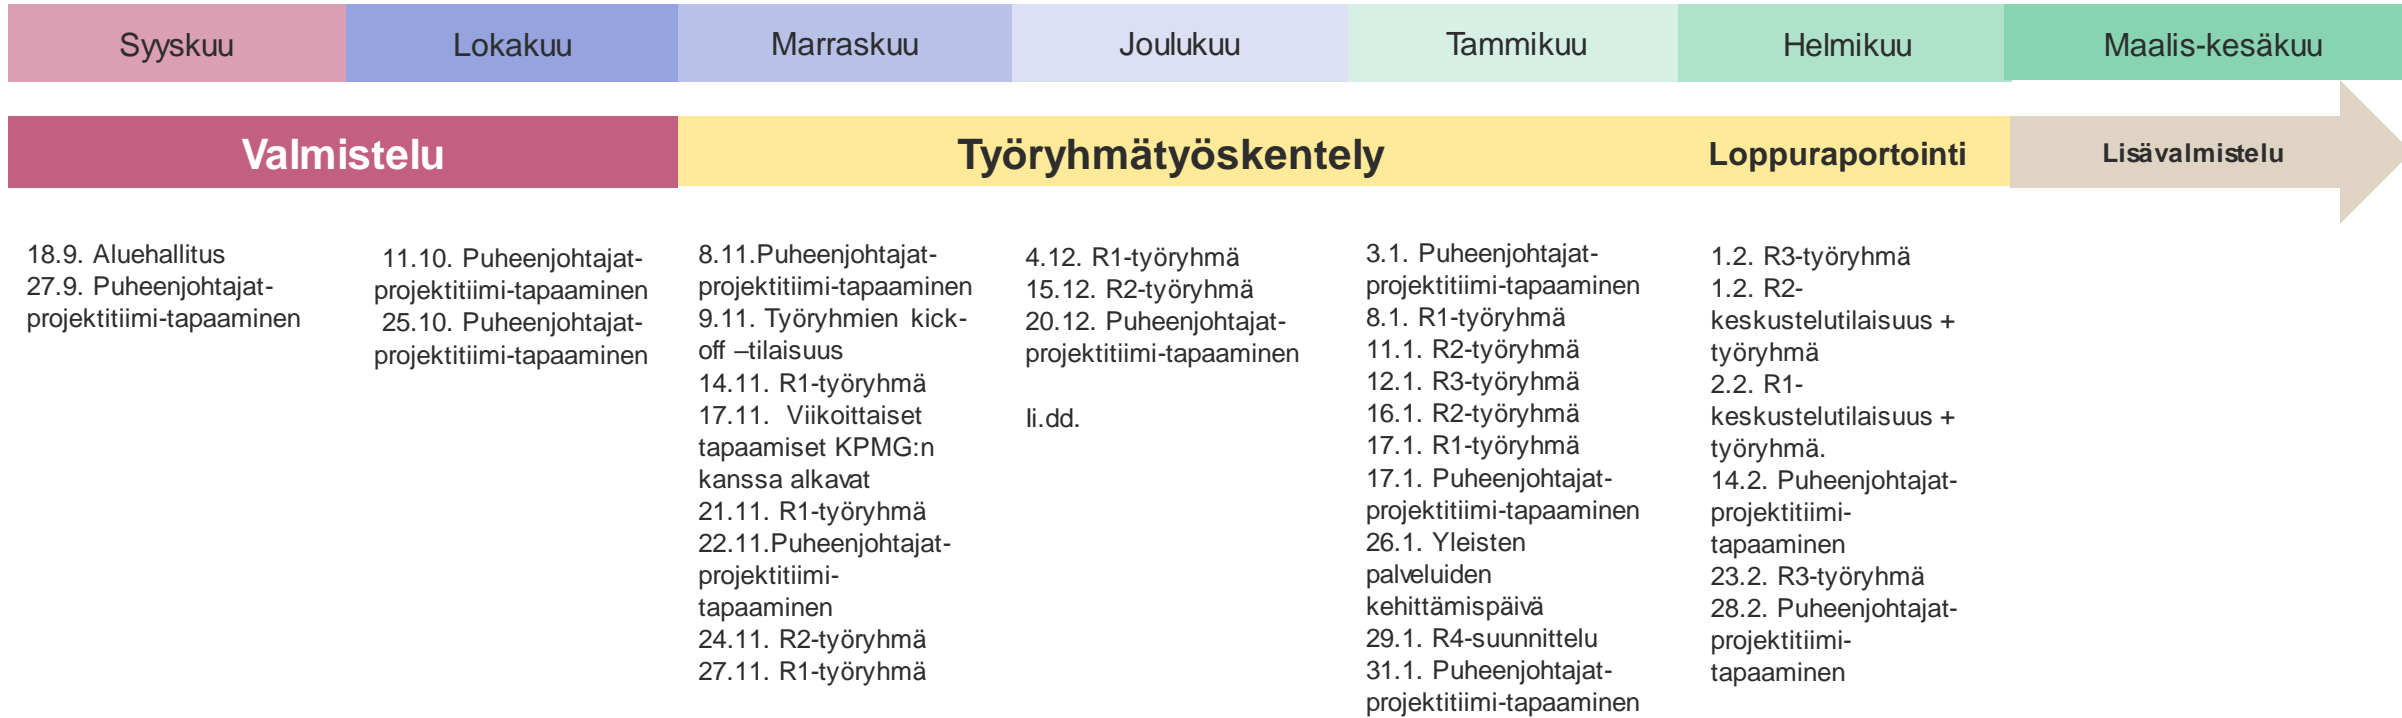 Syyskuu
Lokakuu
Marraskuu
Joulukuu
Tammikuu
Helmikuu
Maalis-kesäkuu
Valmistelu
Työryhmätyöskentely
Loppuraportointi
Lisävalmistelu
18.9. Aluehallitus
27.9. Puheenjohtajat-
projektitiimi-tapaaminen
11.10. Puheenjohtajat-
projektitiimi-tapaaminen
25.10. Puheenjohtajat-
projektitiimi-tapaaminen
8.11.Puheenjohtajat-
projektitiimi-tapaaminen
9.11. Työryhmien kick-
off –tilaisuus
14.11. R1-työryhmä
17.11. Viikoittaiset
tapaamiset KPMG:n
kanssa alkavat
21.11. R1-työryhmä
22.11.Puheenjohtajat-
projektitiimi-
tapaaminen
24.11. R2-työryhmä
27.11. R1-työryhmä
4.12. R1-työryhmä
15.12. R2-työryhmä
20.12. Puheenjohtajat-
projektitiimi-tapaaminen
li.dd.
3.1. Puheenjohtajat-
projektitiimi-tapaaminen
8.1. R1-työryhmä
11.1. R2-työryhmä
12.1. R3-työryhmä
16.1. R2-työryhmä
17.1. R1-työryhmä
17.1. Puheenjohtajat-
projektitiimi-tapaaminen
26.1. Yleisten
palveluiden
kehittämispäivä
29.1. R4-suunnittelu
31.1. Puheenjohtajat-
projektitiimi-tapaaminen
1.2. R3-työryhmä
1.2. R2-
keskustelutilaisuus +
työryhmä
2.2. R1-
keskustelutilaisuus +
työryhmä.
14.2. Puheenjohtajat-
projektitiimi-
tapaaminen
23.2. R3-työryhmä
28.2. Puheenjohtajat-
projektitiimi-
tapaaminen